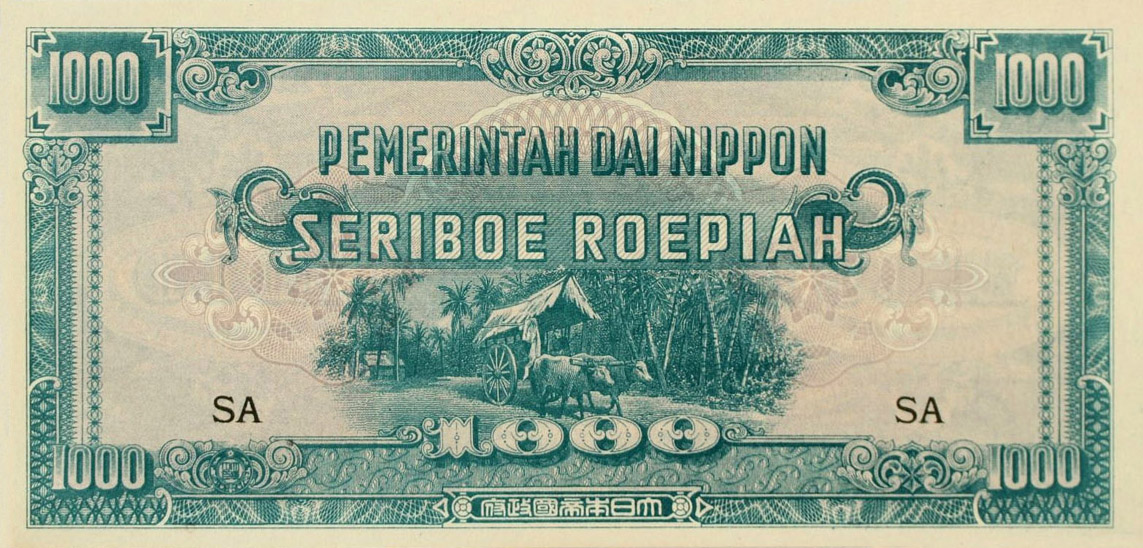 1000 1000
PEMERINTAH DAI NIPPON
SERIBOE ROEPIAH
SA SA
1000
1000 1000
府政國帝本日大